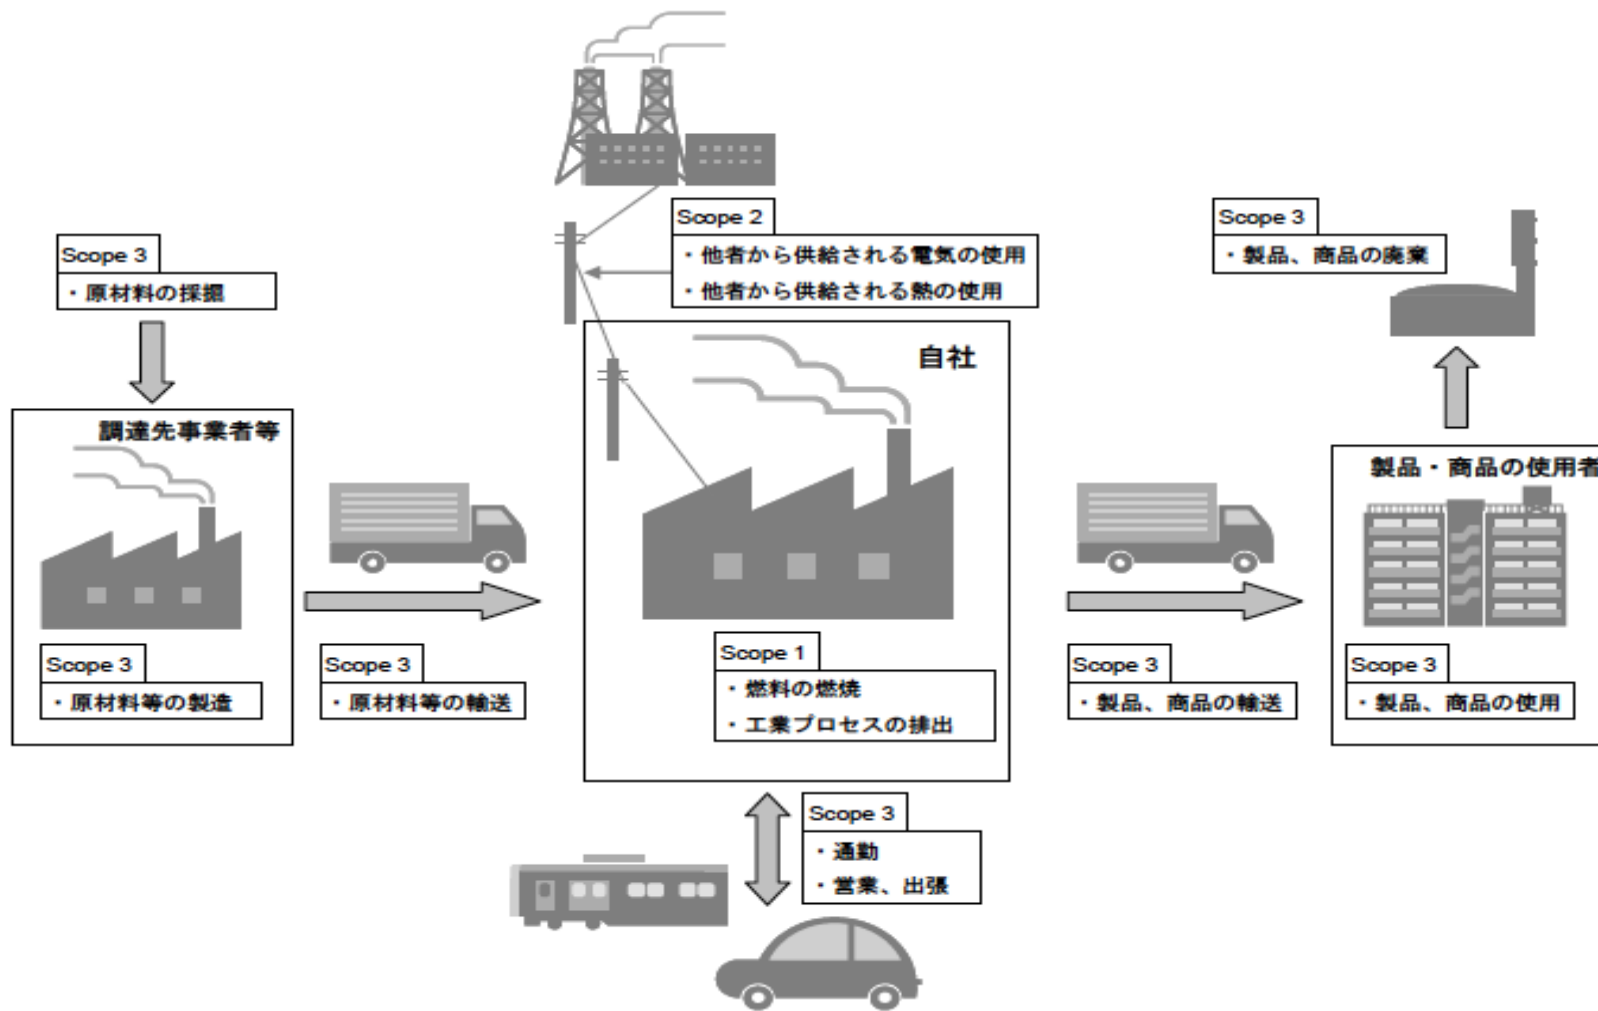 Scope 2
・他者から供給される電気の使用
・他者から供給される熱の使用
Scope 3
・製品、商品の廃棄
Scope 3
・原材料の採掘
自社
調達先事業者等
製品・商品の使用者
Scope 3
・原材料等の製造
Scope 3
・原材料等の輸送
Scope 1
・燃料の燃焼
・工業プロセスの排出
Scope 3
・製品、商品の輸送
Scope 3
・製品、商品の使用
Scope 3
・通勤
・営業、出張